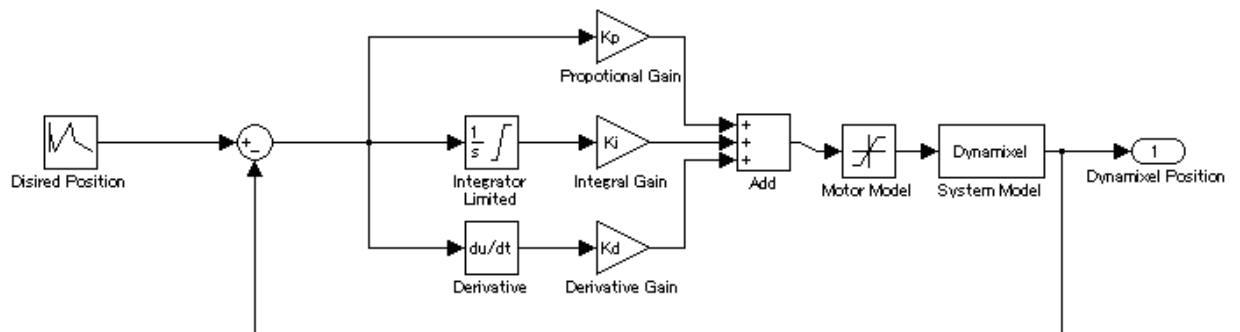 Kp
Propotional Gain
Disired Position
+
−
1
s
Integrator
Limited
Ki
Integral Gain
du/dt
Derivative
Kd
Derivative Gain
+
+
+
Add
Motor Model
Dynamixel
System Model
1
Dynamixel Position